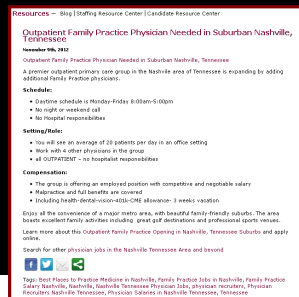 Resources — Blog | Staffing Resource Center | Candidate Resource Center
Outpatient Family Practice Physician Needed in Suburban Nashville,
Tennessee
November 9th, 2012
Outpatient Family Practice Physician Needed in Suburban Nashville, Tennessee
A premier outpatient primary care group in the Nashville area of Tennessee is expanding by adding
additional Family Practice physicians.
Schedule:
• Daytime schedule is Monday-Friday 8:00am-5:00pm
• No night or weekend call
• No Hospital responsibilities
Setting/Role:
• You will see an average of 20 patients per day in an office setting
• Work with 4 other physicians in the group
• all OUTPATIENT – no hospitalist responsibilities
Compensation:
• The group is offering an employed position with competitive and negotiable salary
• Malpractice and full benefits are covered
• Including health-dental-vision-401k-CME allowance- 3 weeks vacation
Enjoy all the convenience of a major metro area, with beautiful family-friendly suburbs. The area
boasts excellent family activities including great golf destinations and professional sports venues.
Learn more about this Outpatient Family Practice Opening in Nashville, Tennessee Suburbs and apply
online.
Search for other physician jobs in the Nashville Tennessee Area and beyond
Tags: Best Places to Practice Medicine in Nashville, Family Practice Jobs in Nashville, Family Practice
Salary Nashville, Nashville, Nashville Tennessee Physician Jobs, physician recruiters, Physician
Recruiters Nashville Tennessee, Physician Salaries in Nashville Tennessee, Tennessee